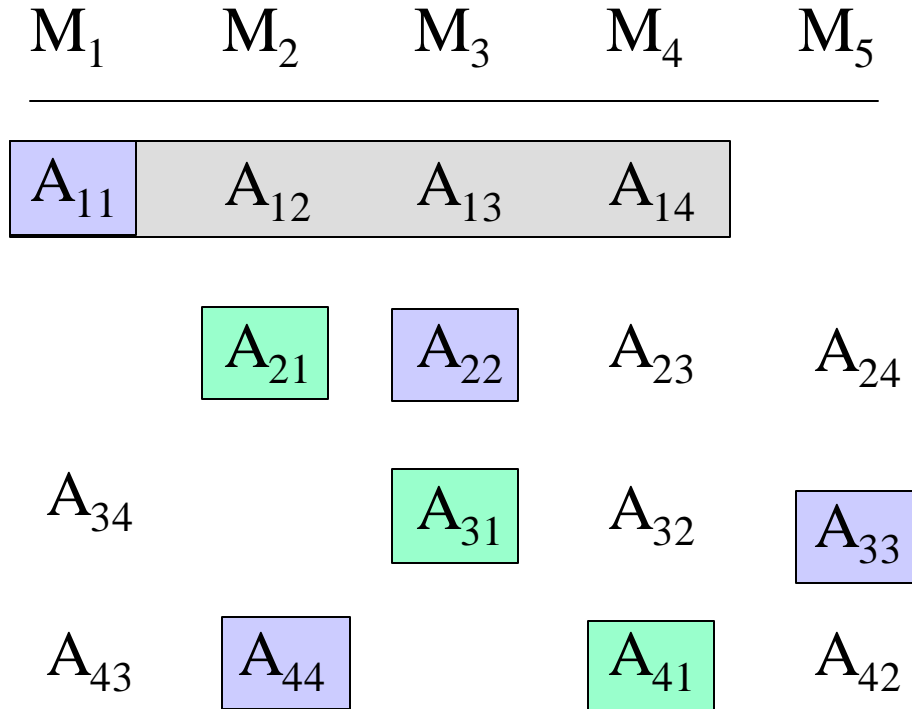 M₁ M₂ M₃ M₄ M₅
A₁₁ A₁₂ A₁₃ A₁₄
A₂₁ A₂₂ A₂₃ A₂₄
A₃₄ A₃₁ A₃₂ A₃₃
A₄₃ A₄₄ A₄₁ A₄₂